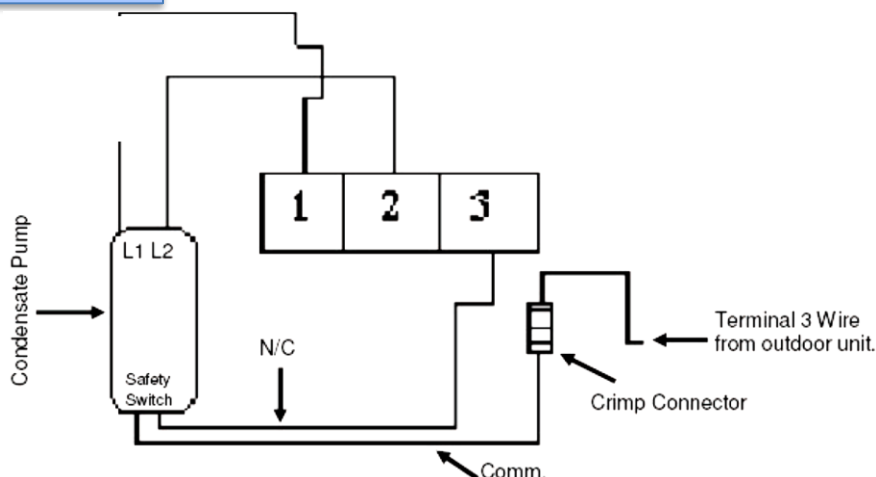 1 2 3
L1 L2
Condensate Pump
Safety
Switch
N/C
Terminal 3 Wire
from outdoor unit.
Crimp Connector
Comm.